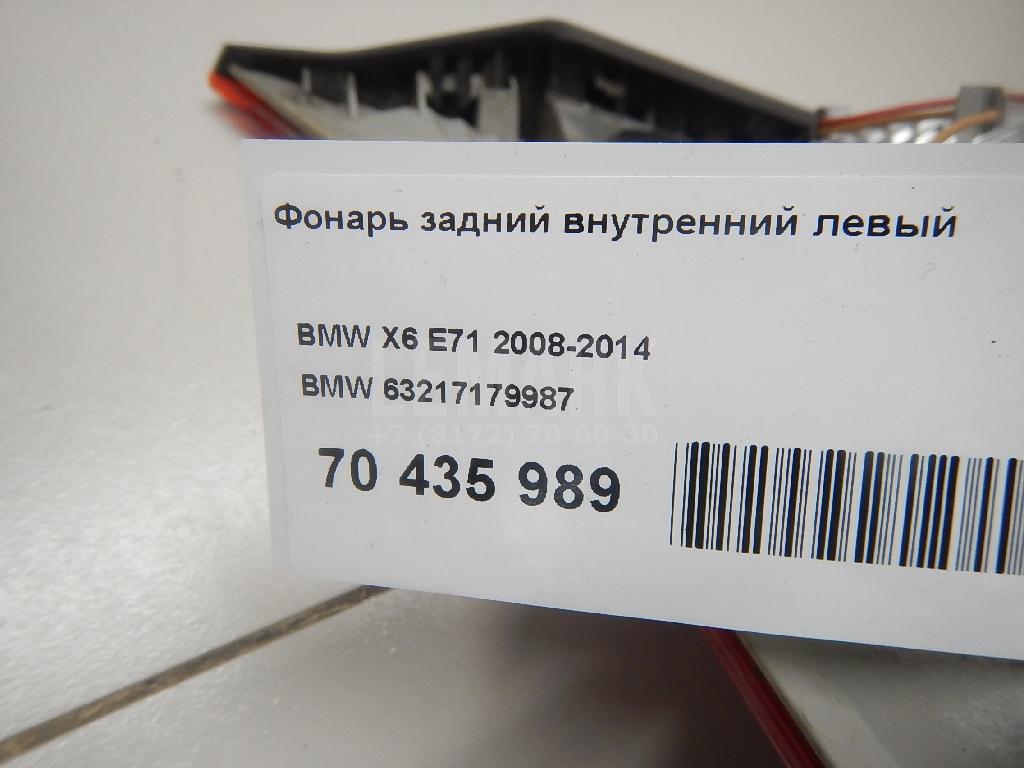 Фонарь задний внутренний левый
BMW X6 E71 2008-2014
BMW 63217179987
LEMARK
+7 (8172) 70-60-30
70 435 989